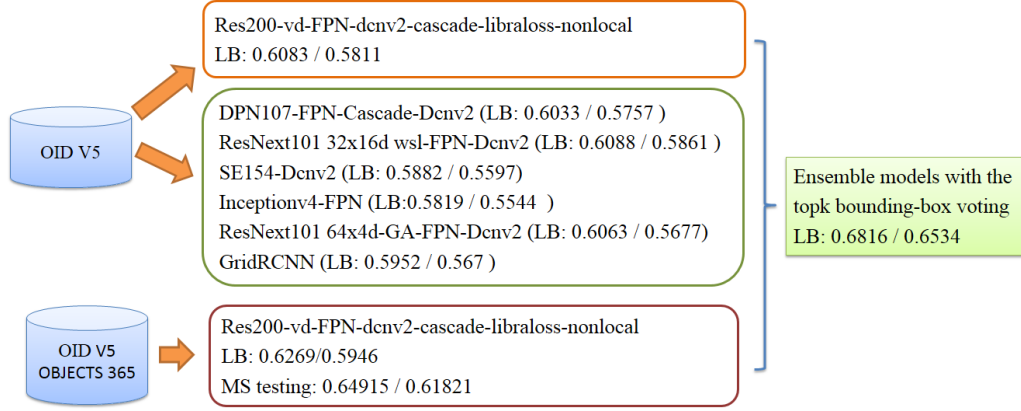 OID V5
Res200-vd-FPN-dcnv2-cascade-libraloss-nonlocal
LB: 0.6083 / 0.5811
DPN107-FPN-Cascade-Dcnv2 (LB: 0.6033 / 0.5757 )
ResNext101 32x16d wsl-FPN-Dcnv2 (LB: 0.6088 / 0.5861 )
SE154-Dcnv2 (LB: 0.5882 / 0.5597)
Inceptionv4-FPN (LB:0.5819 / 0.5544 )
ResNext101 64x4d-GA-FPN-Dcnv2 (LB: 0.6063 / 0.5677)
GridRCNN (LB: 0.5952 / 0.567 )
OID V5
OBJECTS 365
Res200-vd-FPN-dcnv2-cascade-libraloss-nonlocal
LB: 0.6269/0.5946
MS testing: 0.64915 / 0.61821
Ensemble models with the
topk bounding-box voting
LB: 0.6816 / 0.6534